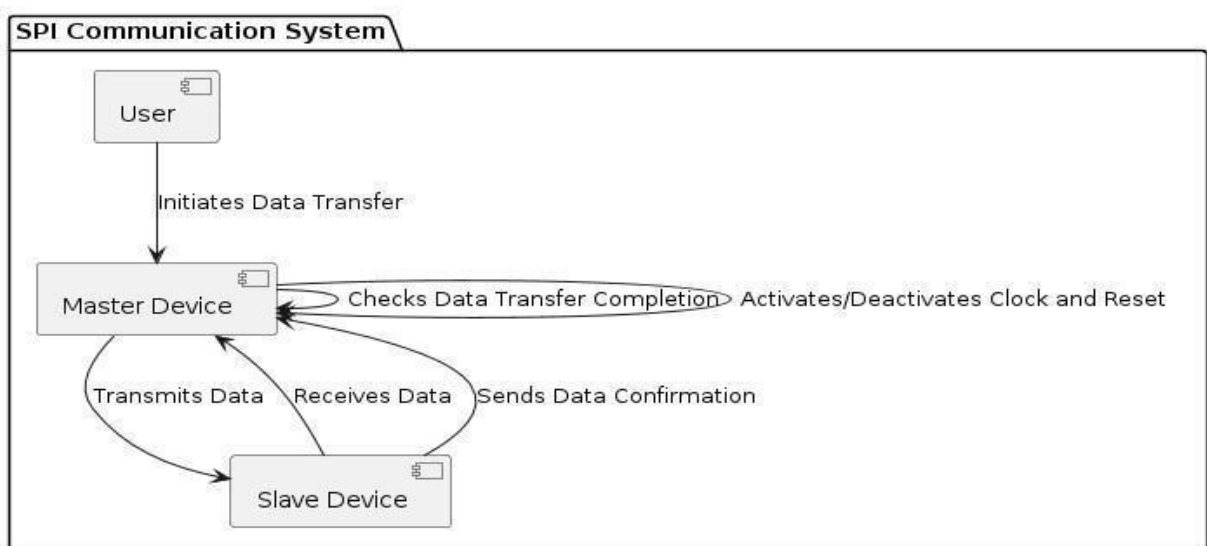 SPI Communication System
User
Initiates Data Transfer
Master Device
Checks Data Transfer Completion
Activates/Deactivates Clock and Reset
Transmits Data
Receives Data
Sends Data Confirmation
Slave Device